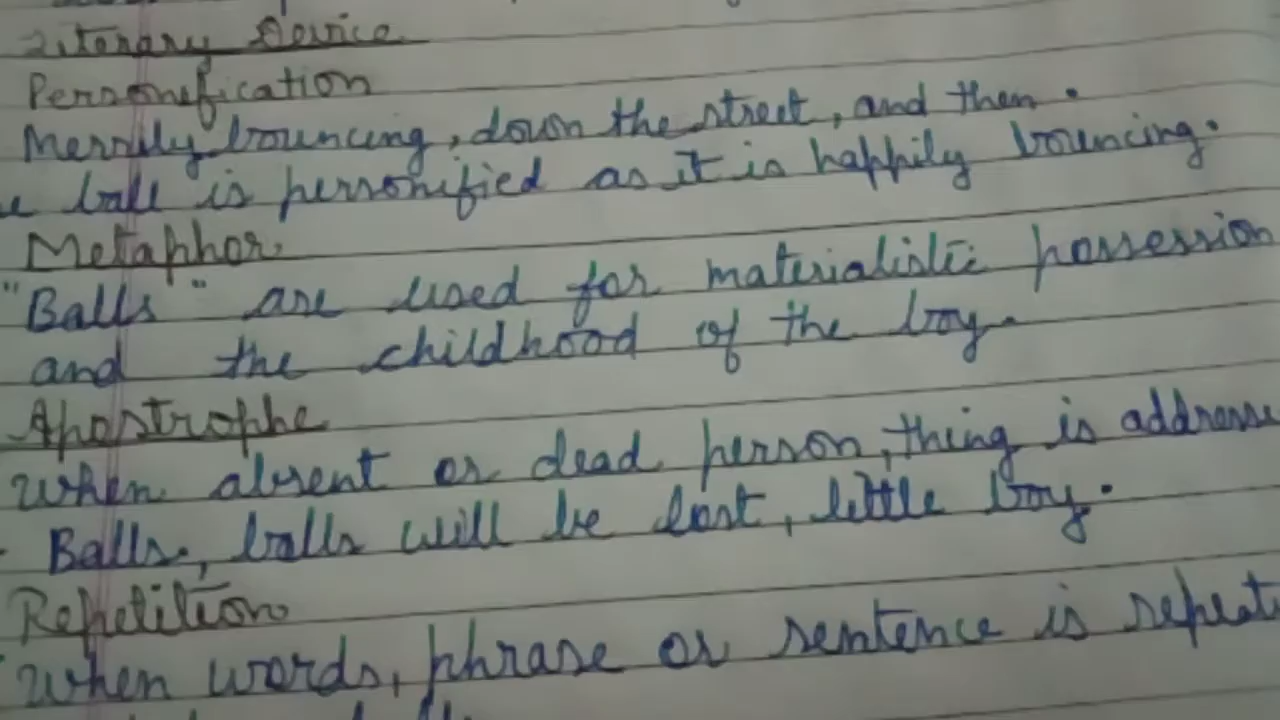 Literary Device
Personefication
Merrily bouncing, down the street, and then.
ball is personified as it is happily bouncing.
Metaphor
"Balls" are used for materialistic possession
and the childhood of the boy.
Apostrophe
When absent or dead person, thing is addresse
Balls, balls will be lost, little boy.
Repetition
When words, phrase or sentence is repeat